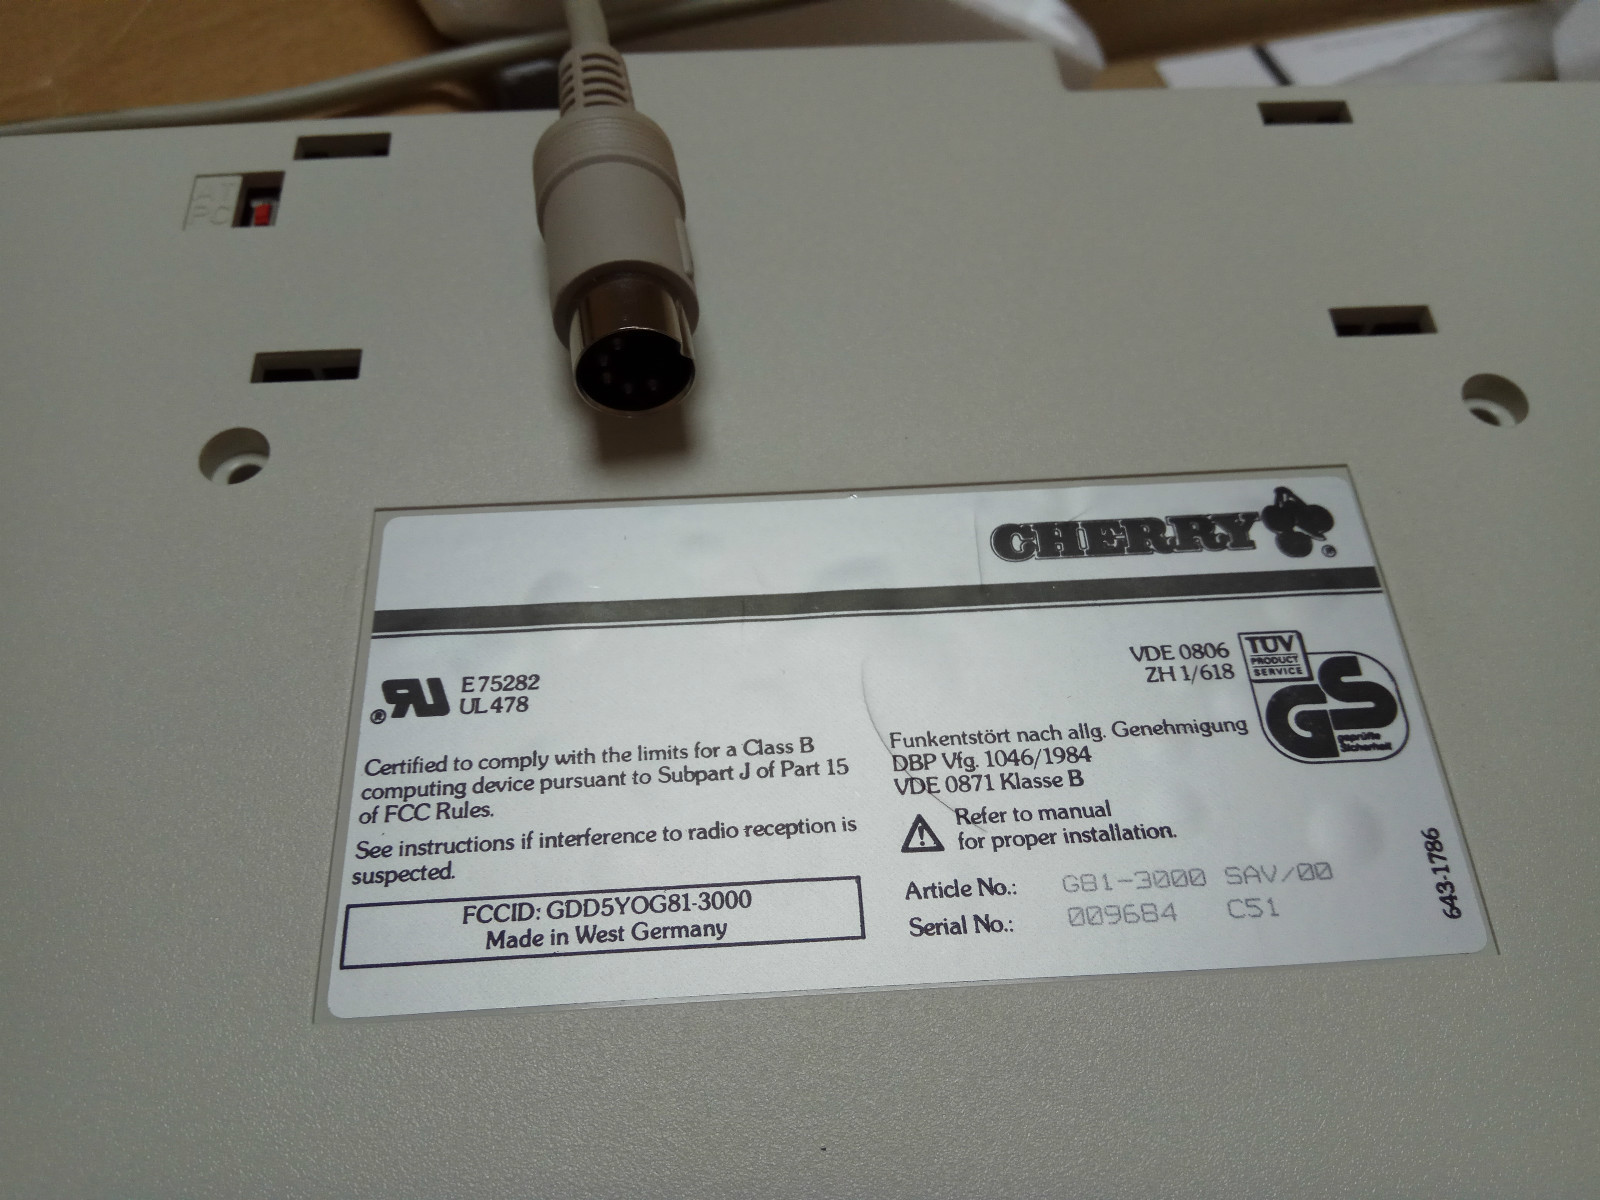 AT
PC
CHERRY
®
® RU E75282
UL 478
VDE 0806
ZH 1/618
TÜV
PRODUCT
SERVICE
GS
geprüfte
Sicherheit
Certified to comply with the limits for a Class B
computing device pursuant to Subpart J of Part 15
of FCC Rules.
See instructions if interference to radio reception is
suspected.
FCCID: GDD5YOG81-3000
Made in West Germany
Funkentstört nach allg. Genehmigung
DBP Vfg. 1046/1984
VDE 0871 Klasse B
Refer to manual
for proper installation.
Article No.: G81-3000 SAV/00
Serial No.: 009684 C51
643-1786